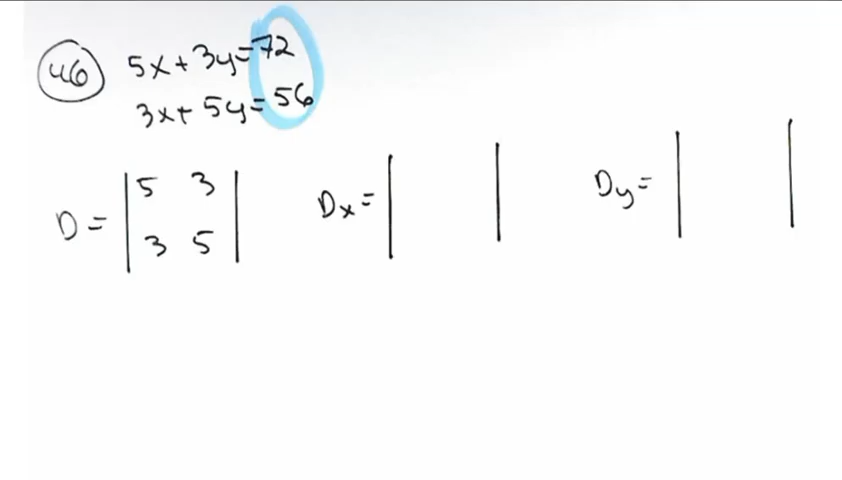 46 5x+3y=72
3x+5y=56
D = | 5 3 | Dx = | | Dy = | |
| 3 5 |